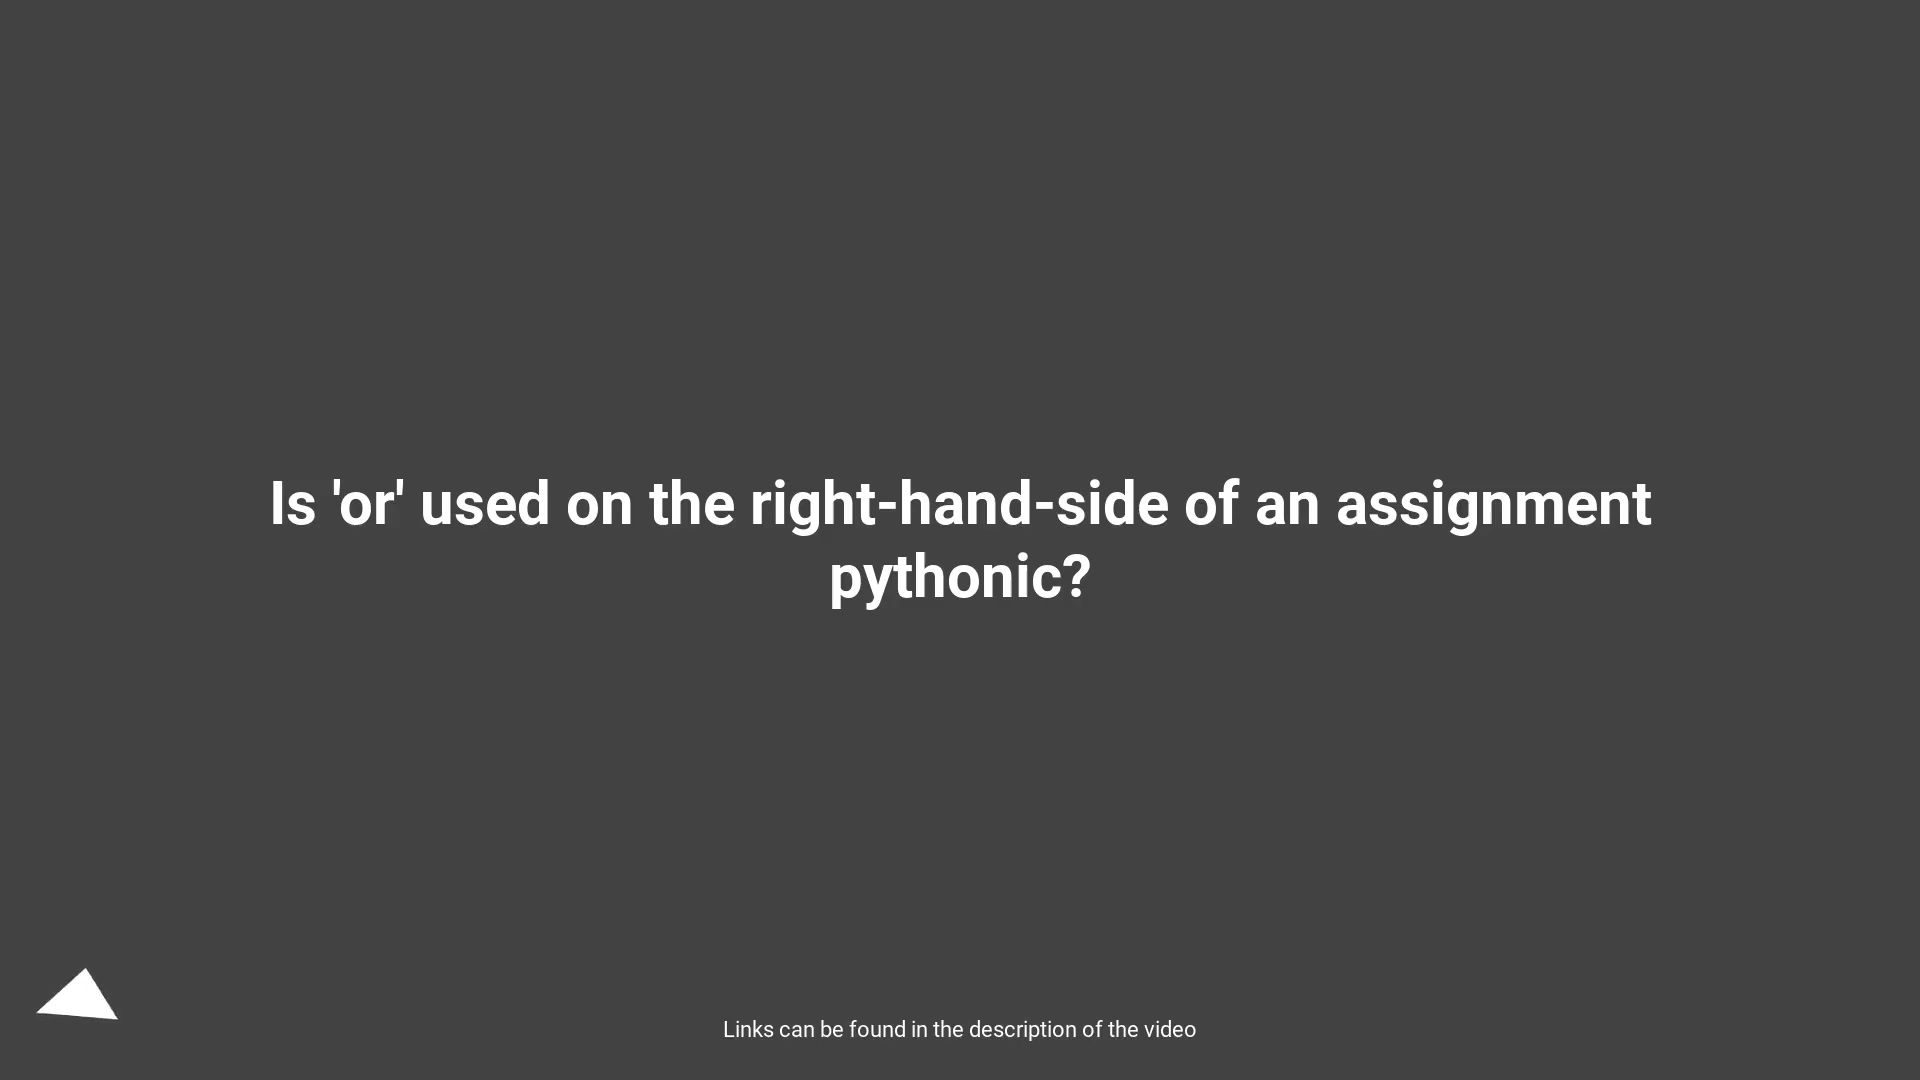 Is 'or' used on the right-hand-side of an assignment
pythonic?
Links can be found in the description of the video